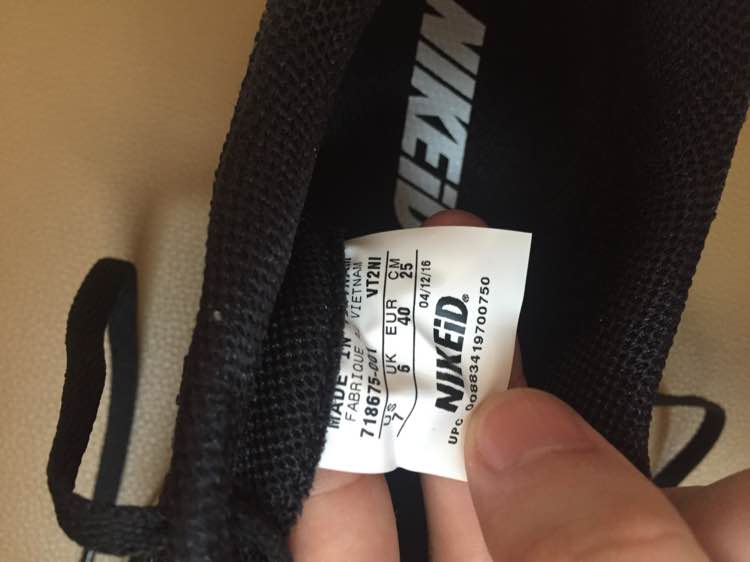 NIKEiD
MADE IN VIETNAM
FABRIQUE VIETNAM
718675-001 VT2NI
US UK EUR CM
7 6 40 25
04/12/16
NIKEiD®
UPC 00883419700750